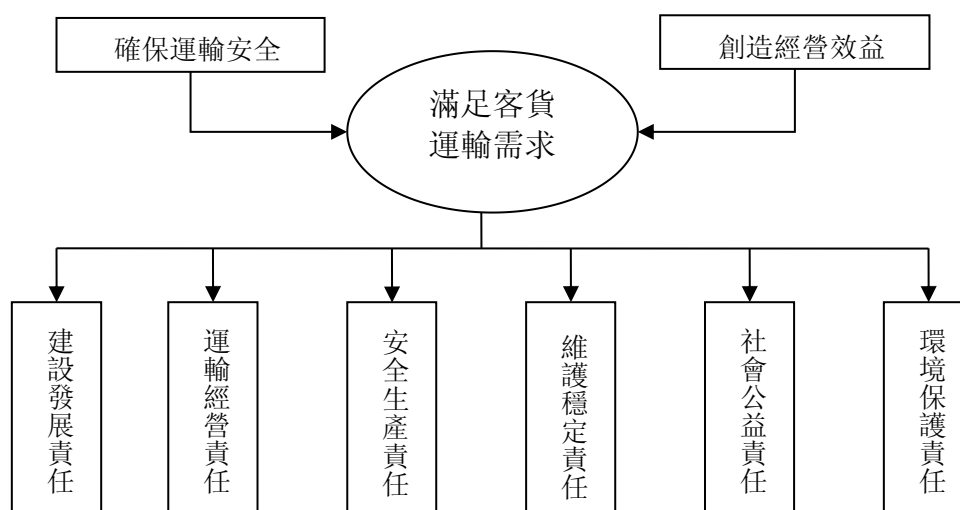 確保運輸安全
創造經營效益
滿足客貨
運輸需求
建設發展責任
運輸經營責任
安全生產責任
維護穩定責任
社會公益責任
環境保護責任